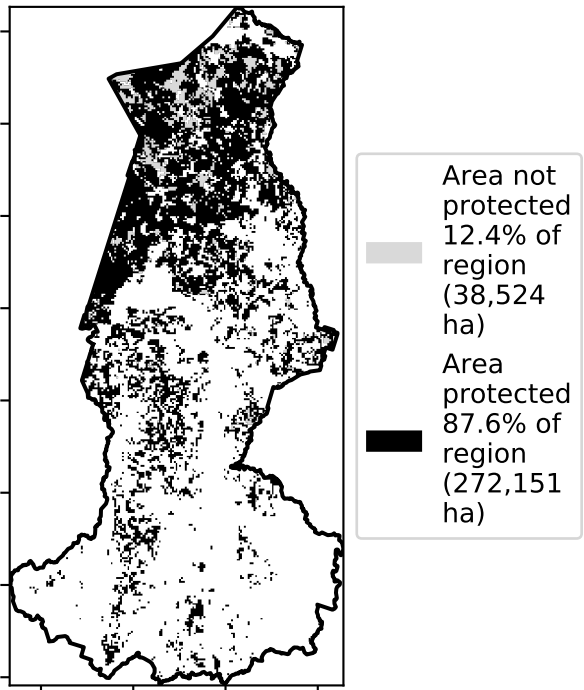 Area not
protected
12.4% of
region
(38,524
ha)
Area
protected
87.6% of
region
(272,151
ha)